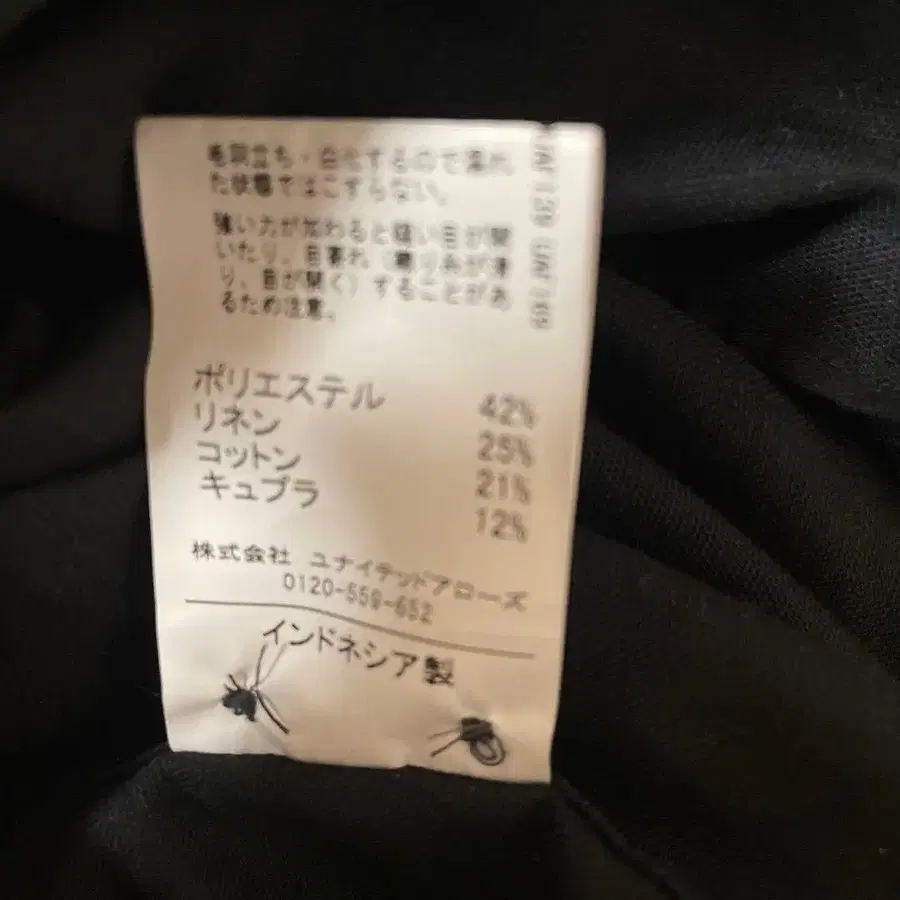 毛羽立ち・白化するので濡れ
た状態ではこすらない。
強い力が加わると縫い目が開
いたり、目寄れ（織り糸が滑
り、目が開く）することがあ
るため注意。
ポリエステル 42%
リネン 25%
コットン 21%
キュプラ 12%
株式会社 ユナイテッドアローズ
0120-559-652
インドネシア製